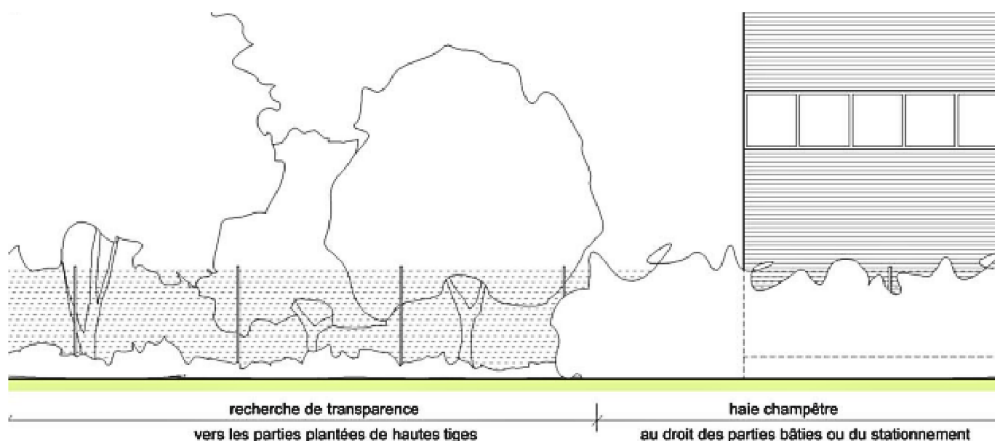 recherche de transparence
vers les parties plantées de hautes tiges
haie champêtre
au droit des parties bâties ou du stationnement